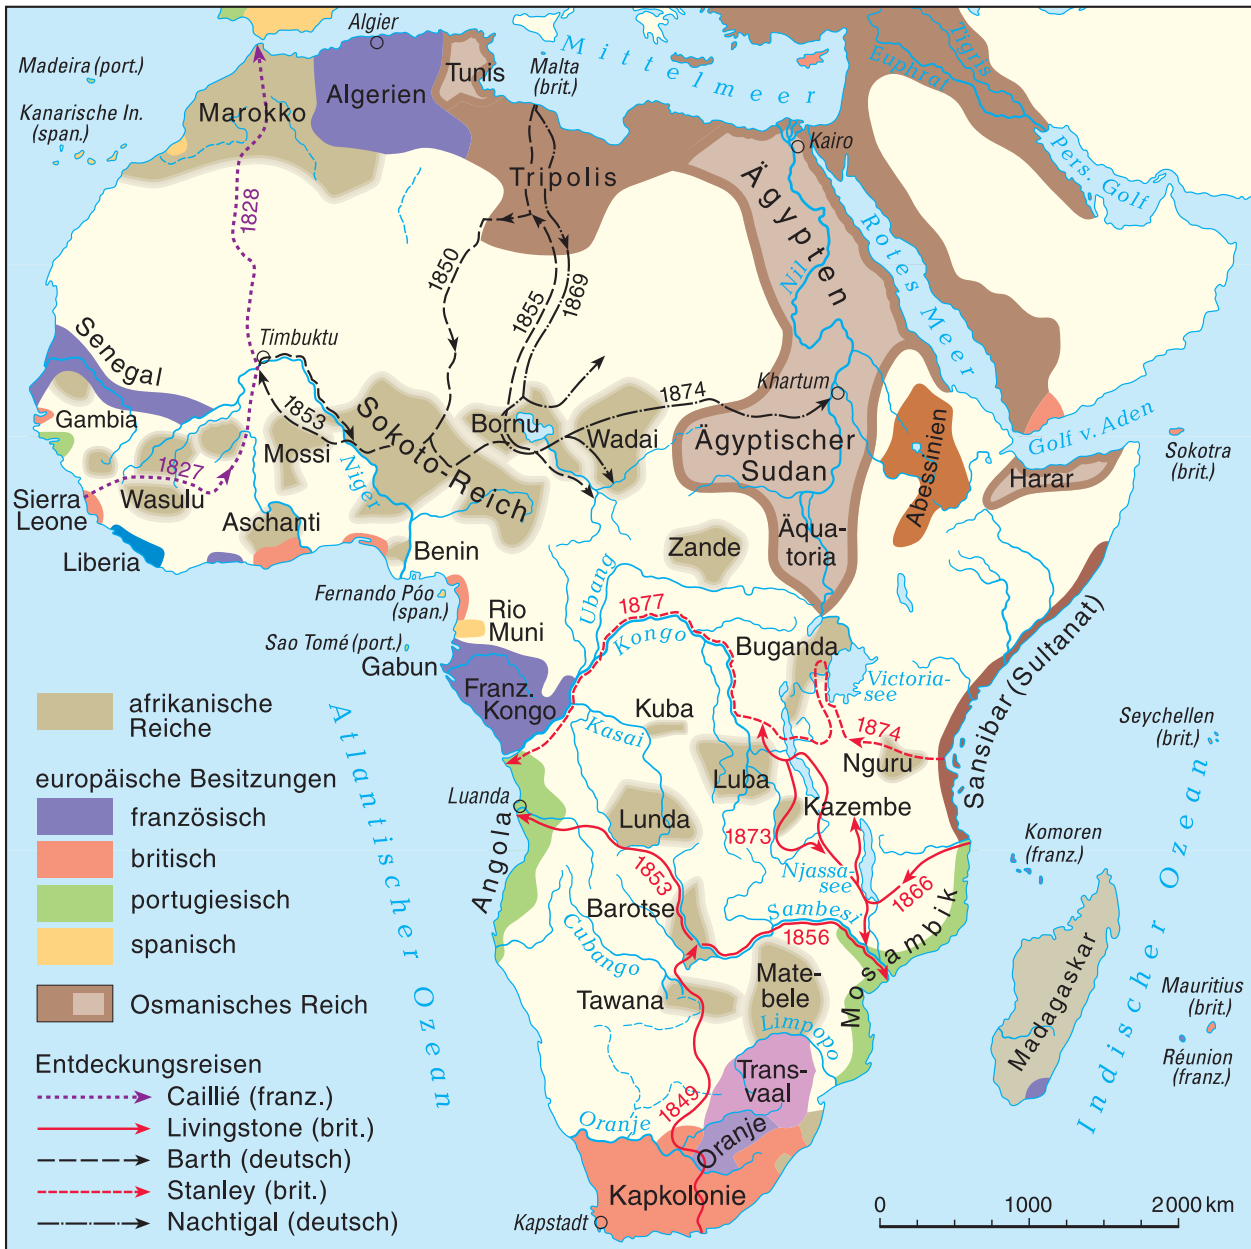 Algier
Madeira (port.)
Kanarische In.
(span.)
Marokko
Algerien
Tunis
Malta
(brit.)
Mittelmeer
Euphrat
Tigris
Pers. Golf
Kairo
Tripolis
Ägypten
Nil
Rotes Meer
1828
1850
1855
1869
Timbuktu
Senegal
Gambia
1853
Mossi
Niger
Sokoto-Reich
Bornu
Wadai
1874
Khartum
Ägyptischer
Sudan
Abessinien
Golf v. Aden
Sokotra
(brit.)
Harar
1827
Wasulu
Sierra
Leone
Liberia
Aschanti
Benin
Zande
Äqua-
toria
Fernando Póo
(span.)
Sao Tomé (port.)
Rio
Muni
Gabun
Ubang
1877
Kongo
Buganda
Victoria-
see
Sansibar (Sultanat)
Franz.
Kongo
Kasai
Kuba
Luba
1874
Nguru
Seychellen
(brit.)
Luanda
Angola
Lunda
Kazembe
1873
Njassa-
see
Komoren
(franz.)
1853
Barotse
Sambesi
1856
1866
Mosambik
Cubango
Tawana
Mate-
bele
Limpopo
Madagaskar
Mauritius
(brit.)
Réunion
(franz.)
Trans-
vaal
1849
Oranje
Oranje
Kapkolonie
Kapstadt
Atlantischer Ozean
Indischer Ozean
afrikanische
Reiche
europäische Besitzungen
französisch
britisch
portugiesisch
spanisch
Osmanisches Reich
Entdeckungsreisen
Caillié (franz.)
Livingstone (brit.)
Barth (deutsch)
Stanley (brit.)
Nachtigal (deutsch)
0 1000 2000 km